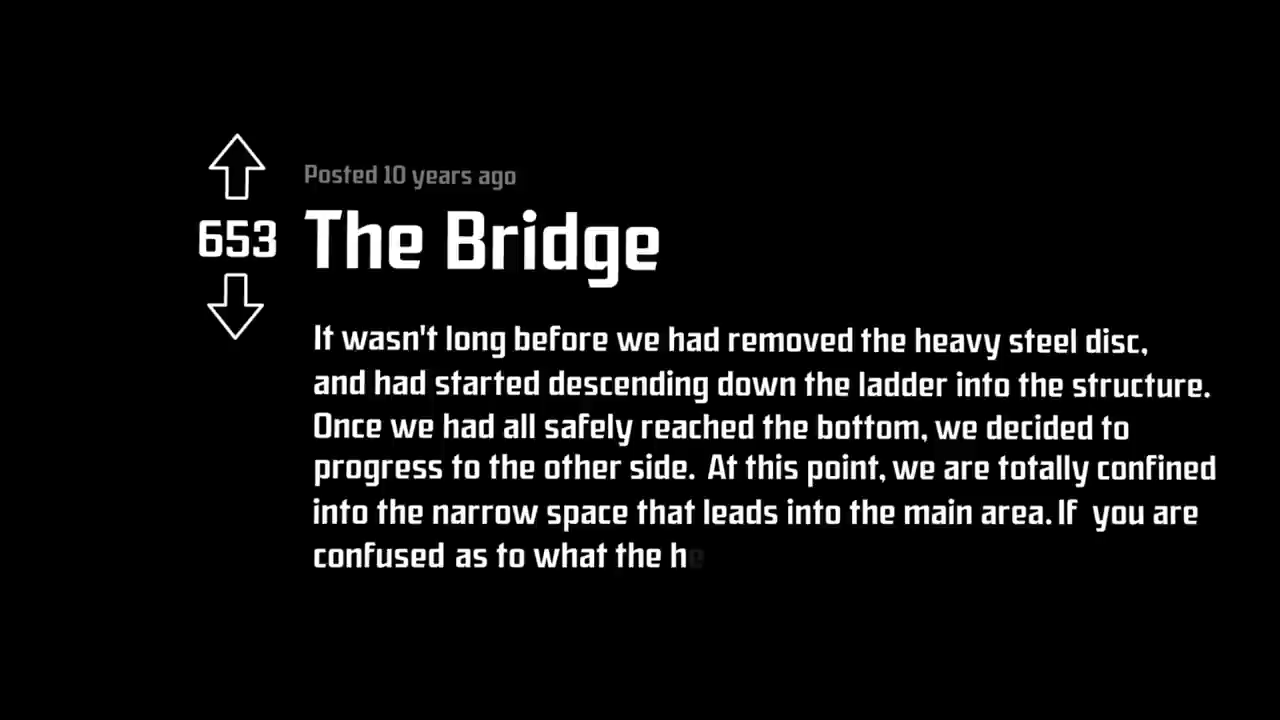 Posted 10 years ago
653
The Bridge
It wasn't long before we had removed the heavy steel disc,
and had started descending down the ladder into the structure.
Once we had all safely reached the bottom, we decided to
progress to the other side. At this point, we are totally confined
into the narrow space that leads into the main area. If you are
confused as to what the he